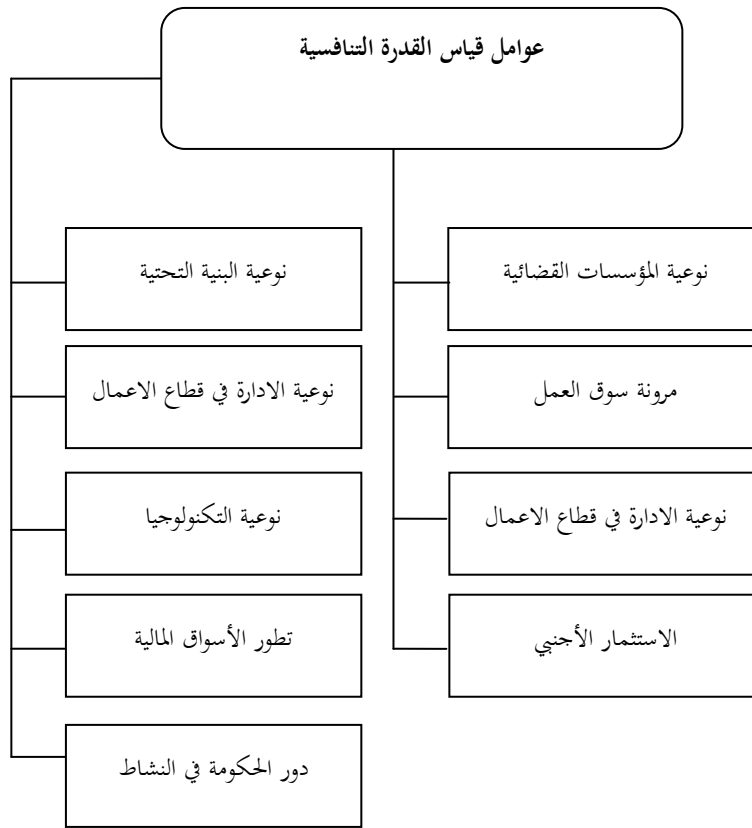 عوامل قياس القدرة التنافسية
نوعية المؤسسات القضائية
نوعية البنية التحتية
مرونة سوق العمل
نوعية الادارة في قطاع الاعمال
نوعية الادارة في قطاع الاعمال
نوعية التكنولوجيا
الاستثمار الأجنبي
تطور الأسواق المالية
دور الحكومة في النشاط